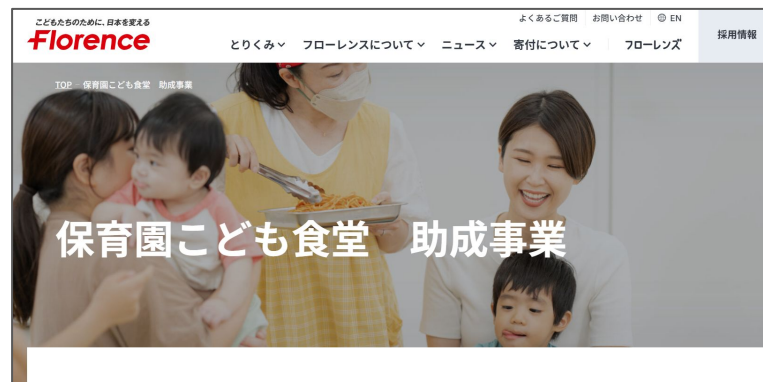 こどもたちのために、日本を変える
Florence
よくあるご質問 お問い合わせ EN
採用情報
とりくみ フローレンスについて ニュース 寄付について フローレンズ
TOP 保育園こども食堂 助成事業
保育園こども食堂 助成事業